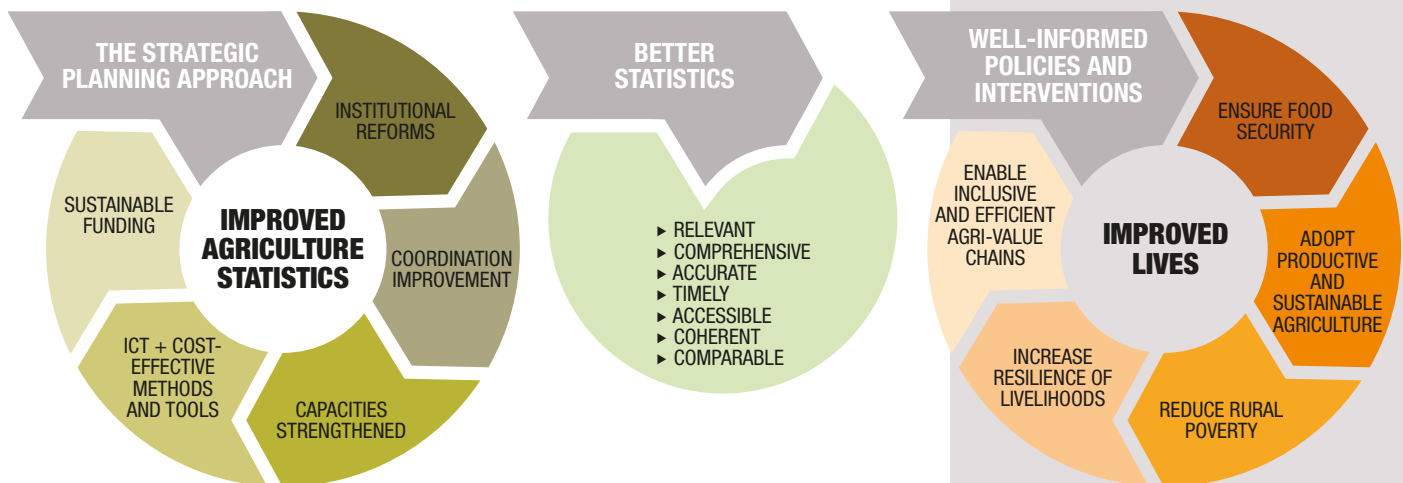 THE STRATEGIC
PLANNING APPROACH
INSTITUTIONAL
REFORMS
COORDINATION
IMPROVEMENT
CAPACITIES
STRENGTHENED
ICT + COST-
EFFECTIVE
METHODS
AND TOOLS
SUSTAINABLE
FUNDING
IMPROVED
AGRICULTURE
STATISTICS
BETTER
STATISTICS
▶ RELEVANT
▶ COMPREHENSIVE
▶ ACCURATE
▶ TIMELY
▶ ACCESSIBLE
▶ COHERENT
▶ COMPARABLE
WELL-INFORMED
POLICIES AND
INTERVENTIONS
ENSURE FOOD
SECURITY
ADOPT
PRODUCTIVE
AND
SUSTAINABLE
AGRICULTURE
REDUCE RURAL
POVERTY
INCREASE
RESILIENCE OF
LIVELIHOODS
ENABLE
INCLUSIVE
AND EFFICIENT
AGRI-VALUE
CHAINS
IMPROVED
LIVES